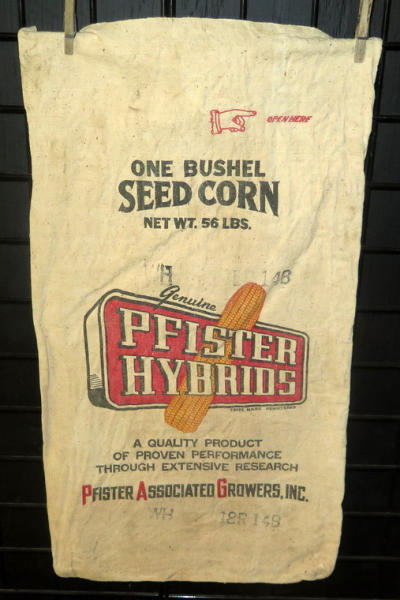 OPEN HERE
ONE BUSHEL
SEED CORN
NET WT. 56 LBS.
Genuine
PFISTER
HYBRIDS
TRADE MARK REGISTERED
A QUALITY PRODUCT
OF PROVEN PERFORMANCE
THROUGH EXTENSIVE RESEARCH
PFISTER ASSOCIATED GROWERS, INC.